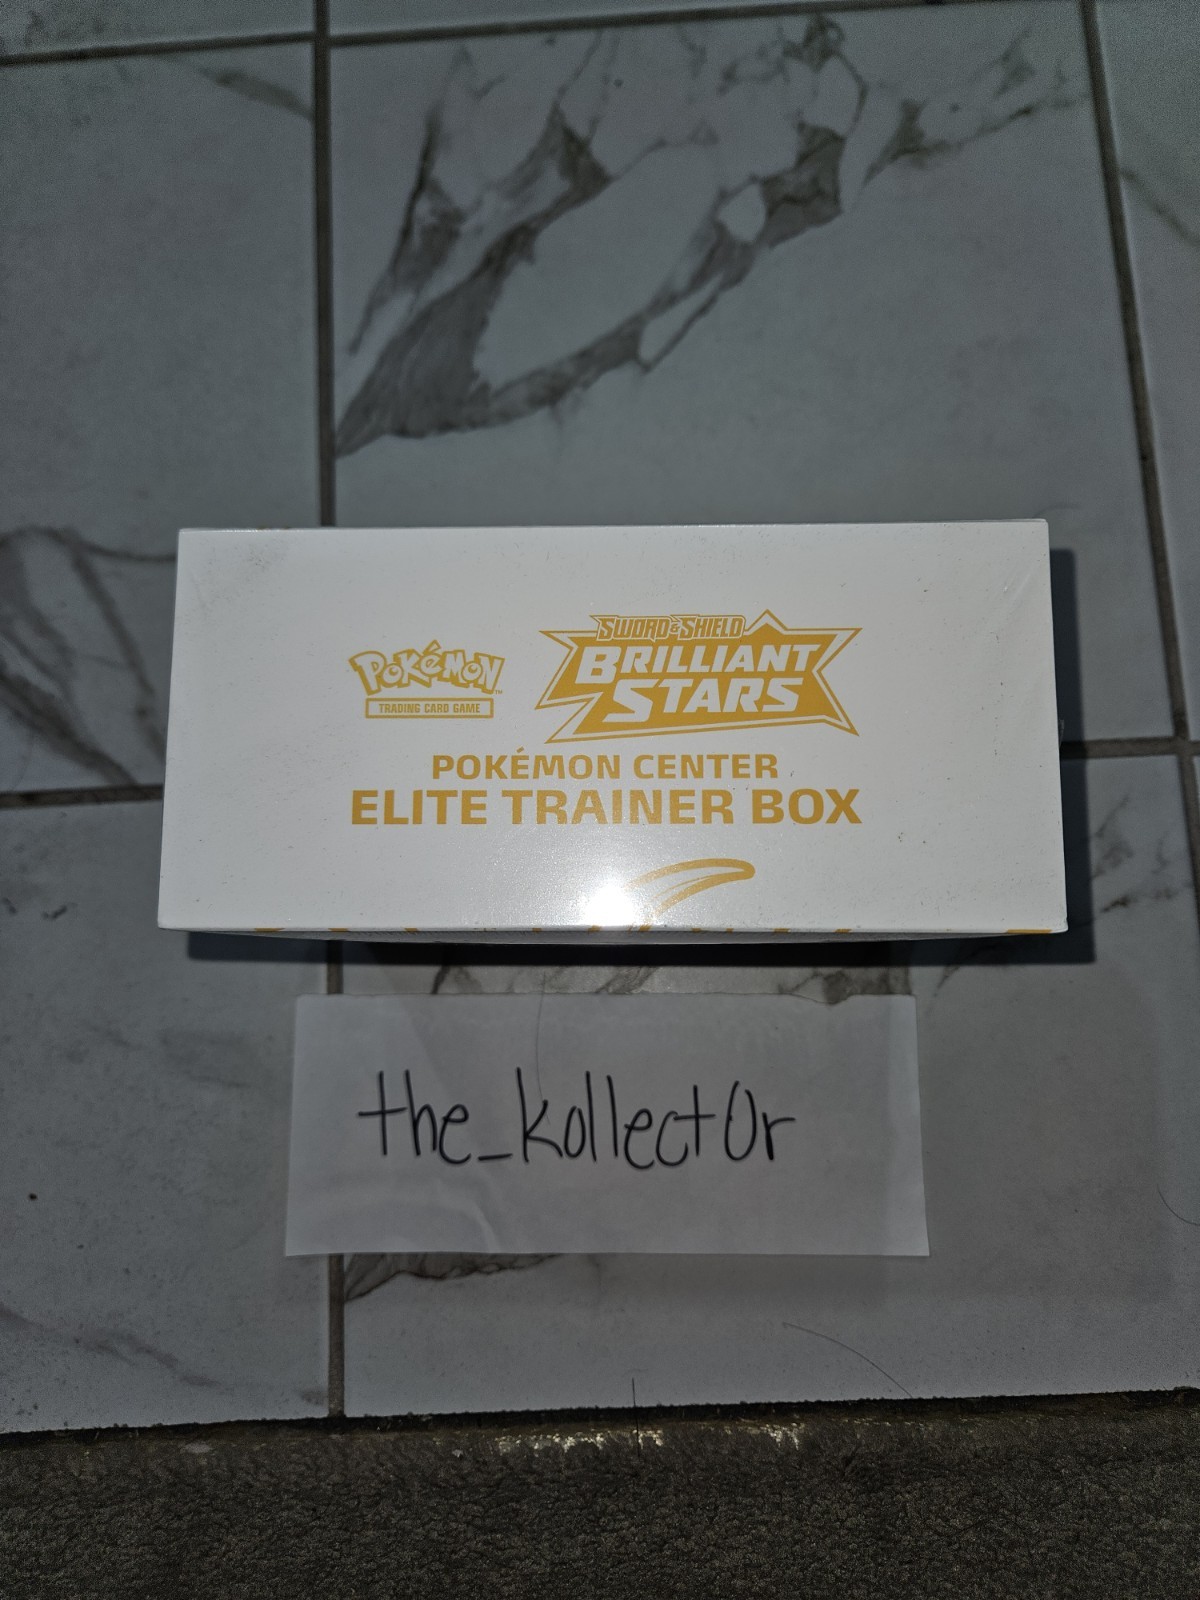 Pokémon
TRADING CARD GAME
SWORD & SHIELD
BRILLIANT
STARS
POKÉMON CENTER
ELITE TRAINER BOX
the_kollect0r